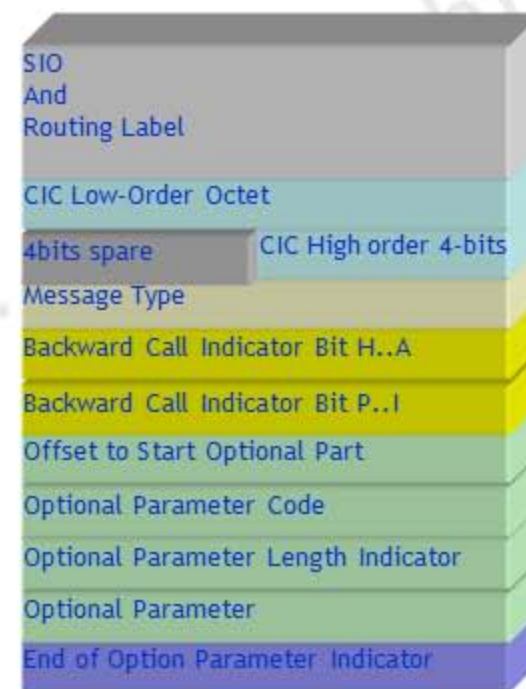 SIO
And
Routing Label
CIC Low-Order Octet
4bits spare
CIC High order 4-bits
Message Type
Backward Call Indicator Bit H..A
Backward Call Indicator Bit P..I
Offset to Start Optional Part
Optional Parameter Code
Optional Parameter Length Indicator
Optional Parameter
End of Option Parameter Indicator